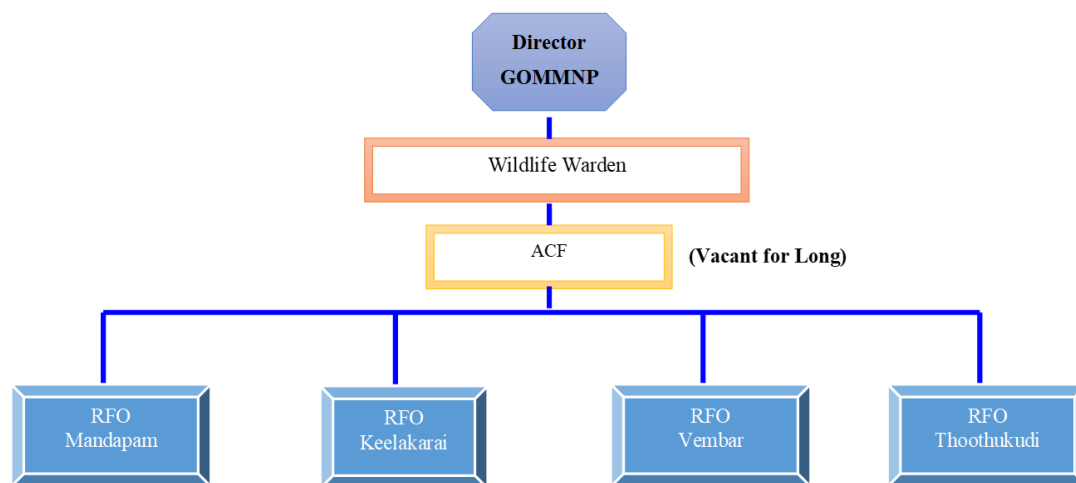 Director
GOMMNP
Wildlife Warden
ACF
(Vacant for Long)
RFO
Mandapam
RFO
Keelakarai
RFO
Vembar
RFO
Thoothukudi